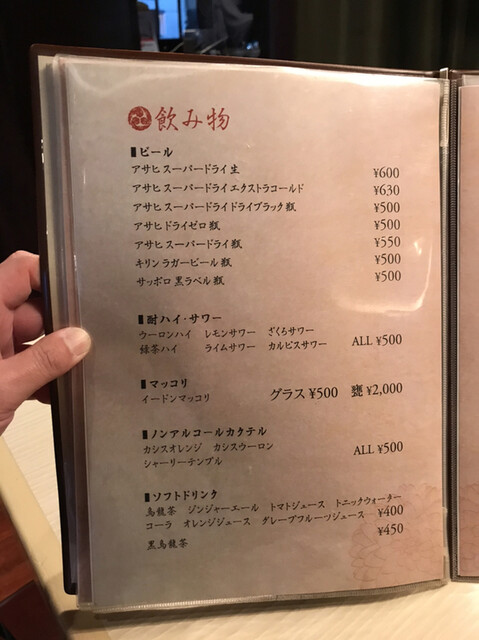 飲み物
ビール
アサヒスーパードライ生 ¥600
アサヒスーパードライエクストラコールド ¥630
アサヒスーパードライドライブラック瓶 ¥500
アサヒドライゼロ瓶 ¥500
アサヒスーパードライ瓶 ¥550
キリンラガービール瓶 ¥500
サッポロ黒ラベル瓶 ¥500
酎ハイ・サワー
ウーロンハイ レモンサワー ざくろサワー
緑茶ハイ ライムサワー カルピスサワー ALL ¥500
マッコリ
イードンマッコリ グラス ¥500 甕 ¥2,000
ノンアルコールカクテル
カシスオレンジ カシスウーロン
シャーリーテンプル ALL ¥500
ソフトドリンク
烏龍茶 ジンジャーエール トマトジュース トニックウォーター
コーラ オレンジジュース グレープフルーツジュース ¥400
黒烏龍茶 ¥450